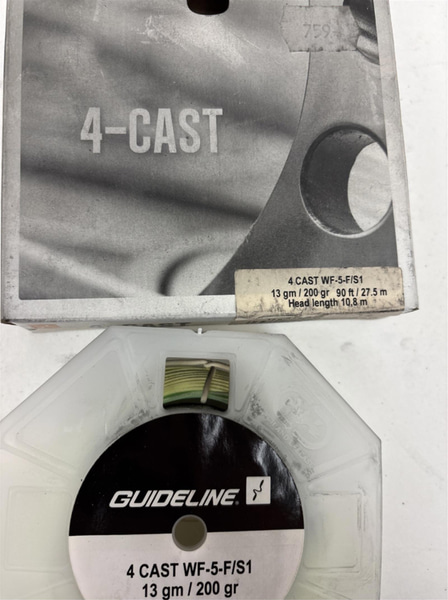 759
4-CAST
4 CAST WF-5-F/S1
13 gm / 200 gr 90 ft / 27.5 m
Head length 10,8 m
GUIDELINE
4 CAST WF-5-F/S1
13 gm / 200 gr